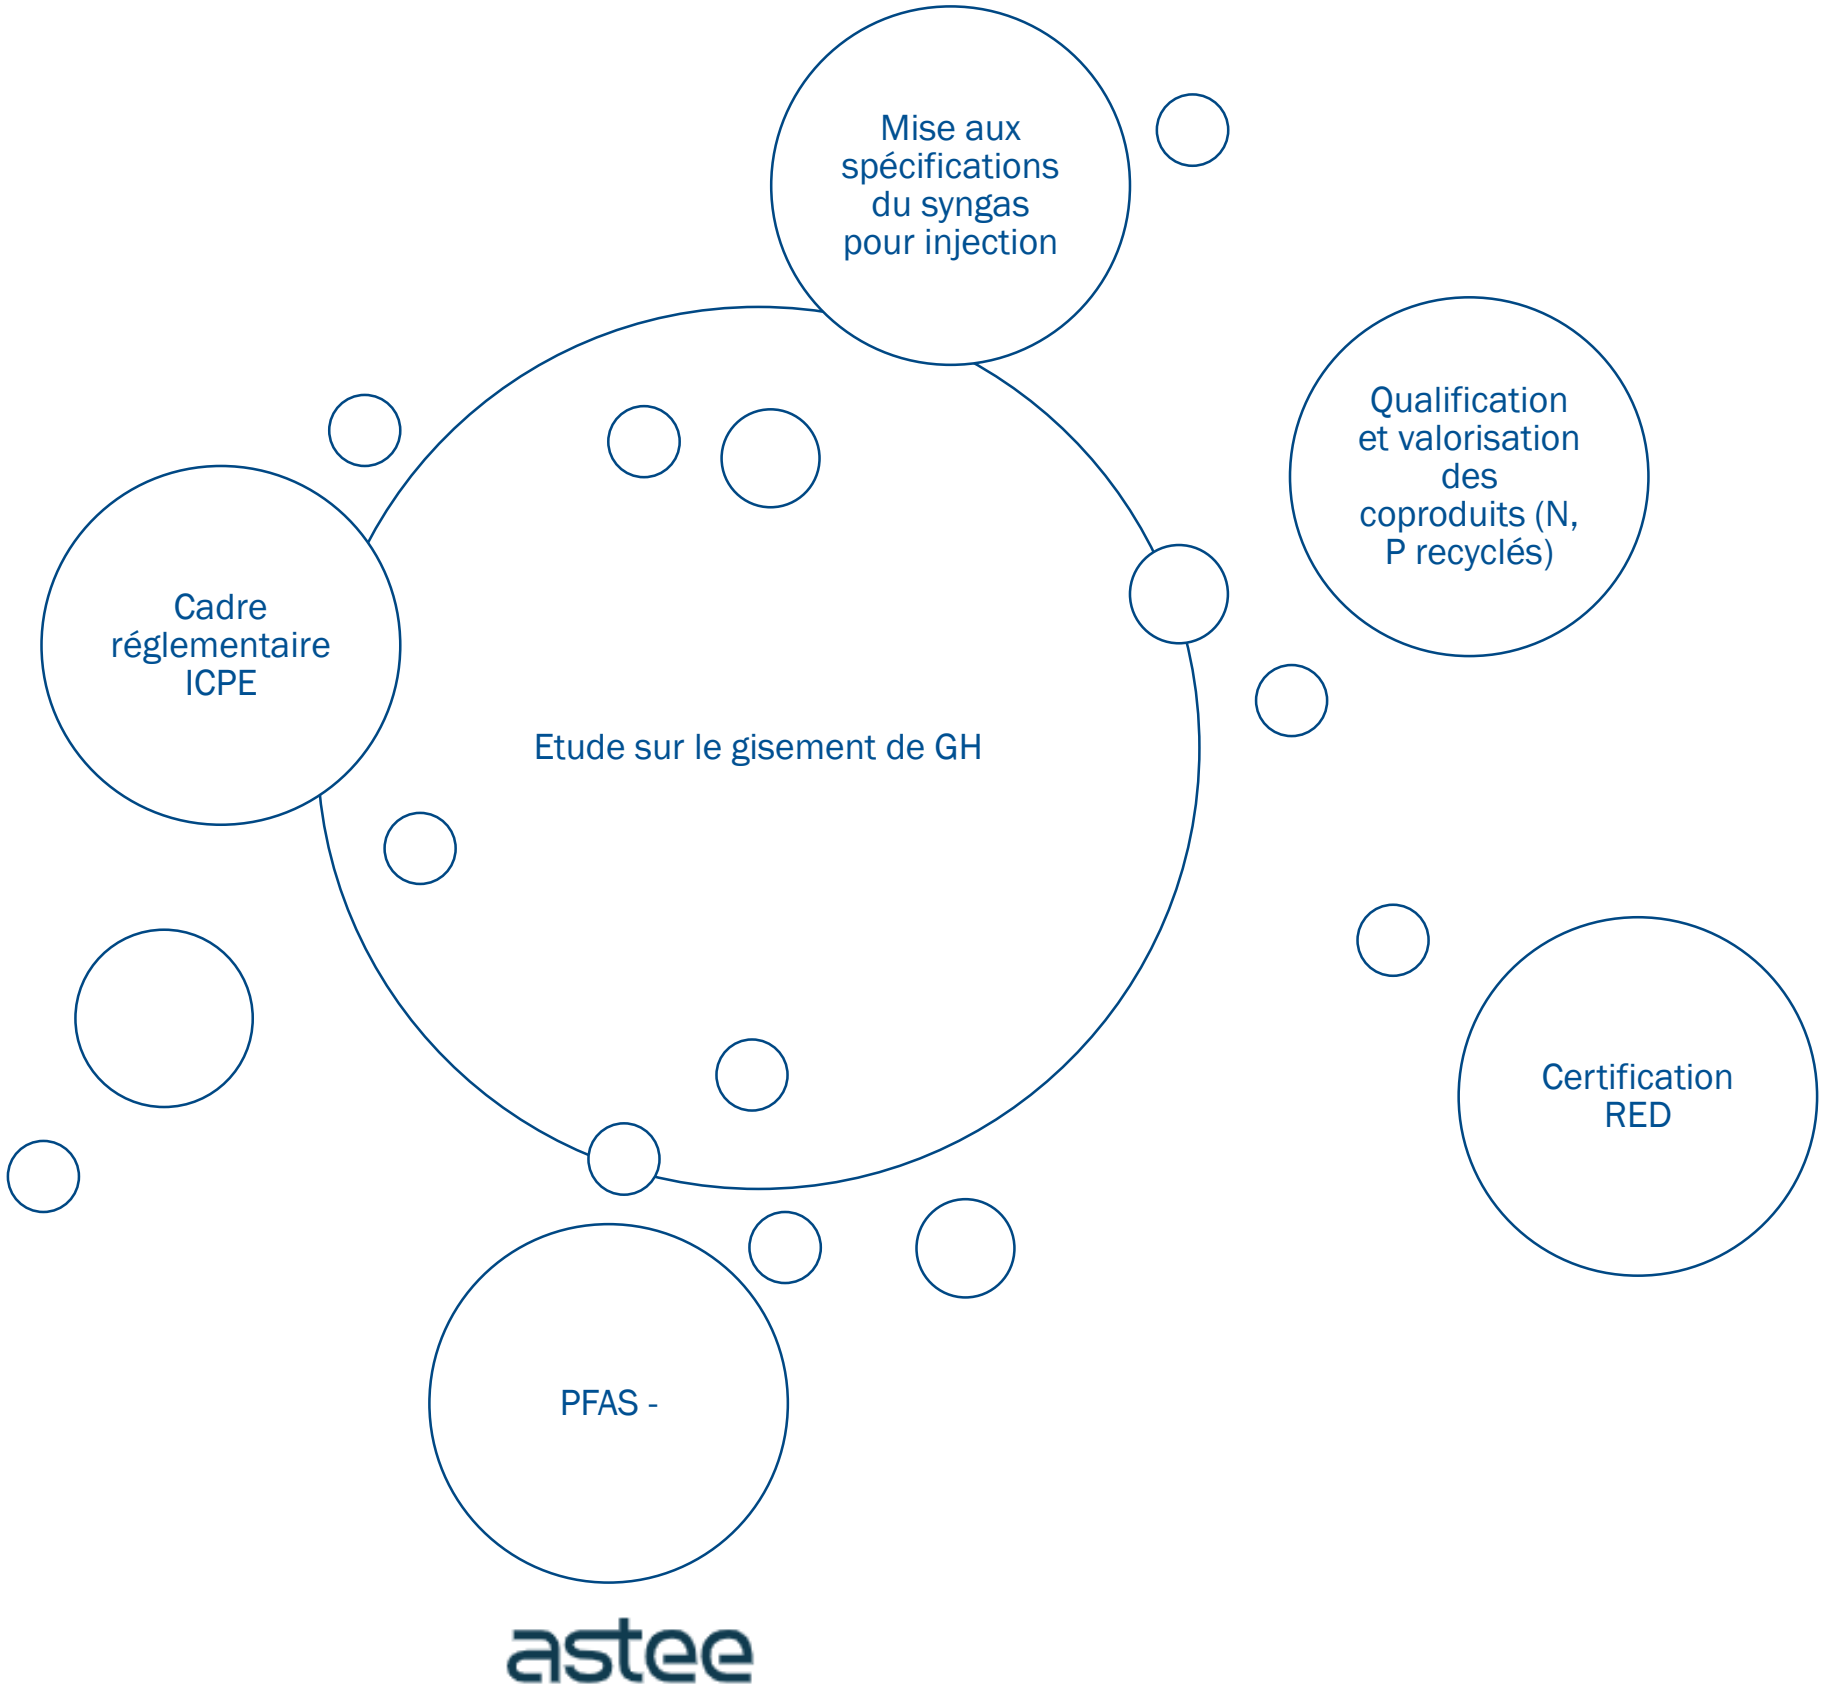 Mise aux
spécifications
du syngas
pour injection
Qualification
et valorisation
des
coproduits (N,
P recyclés)
Cadre
réglementaire
ICPE
Etude sur le gisement de GH
Certification
RED
PFAS -
astee